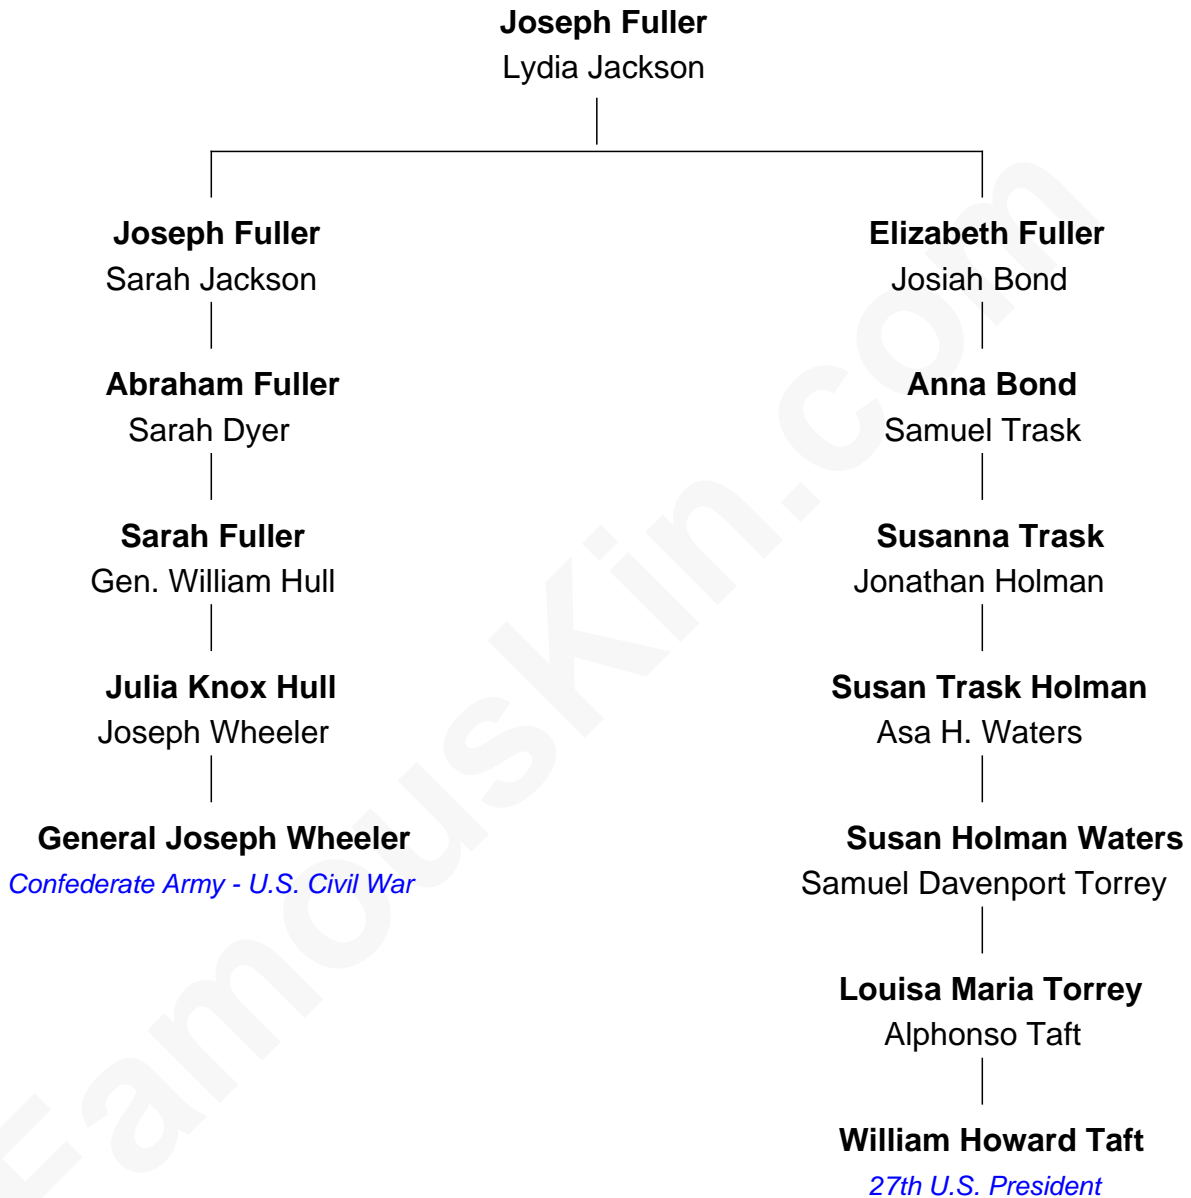 Joseph Fuller
Lydia Jackson
Joseph Fuller
Sarah Jackson
Abraham Fuller
Sarah Dyer
Sarah Fuller
Gen. William Hull
Julia Knox Hull
Joseph Wheeler
General Joseph Wheeler
Confederate Army - U.S. Civil War
Elizabeth Fuller
Josiah Bond
Anna Bond
Samuel Trask
Susanna Trask
Jonathan Holman
Susan Trask Holman
Asa H. Waters
Susan Holman Waters
Samuel Davenport Torrey
Louisa Maria Torrey
Alphonso Taft
William Howard Taft
27th U.S. President
FamousKin.com